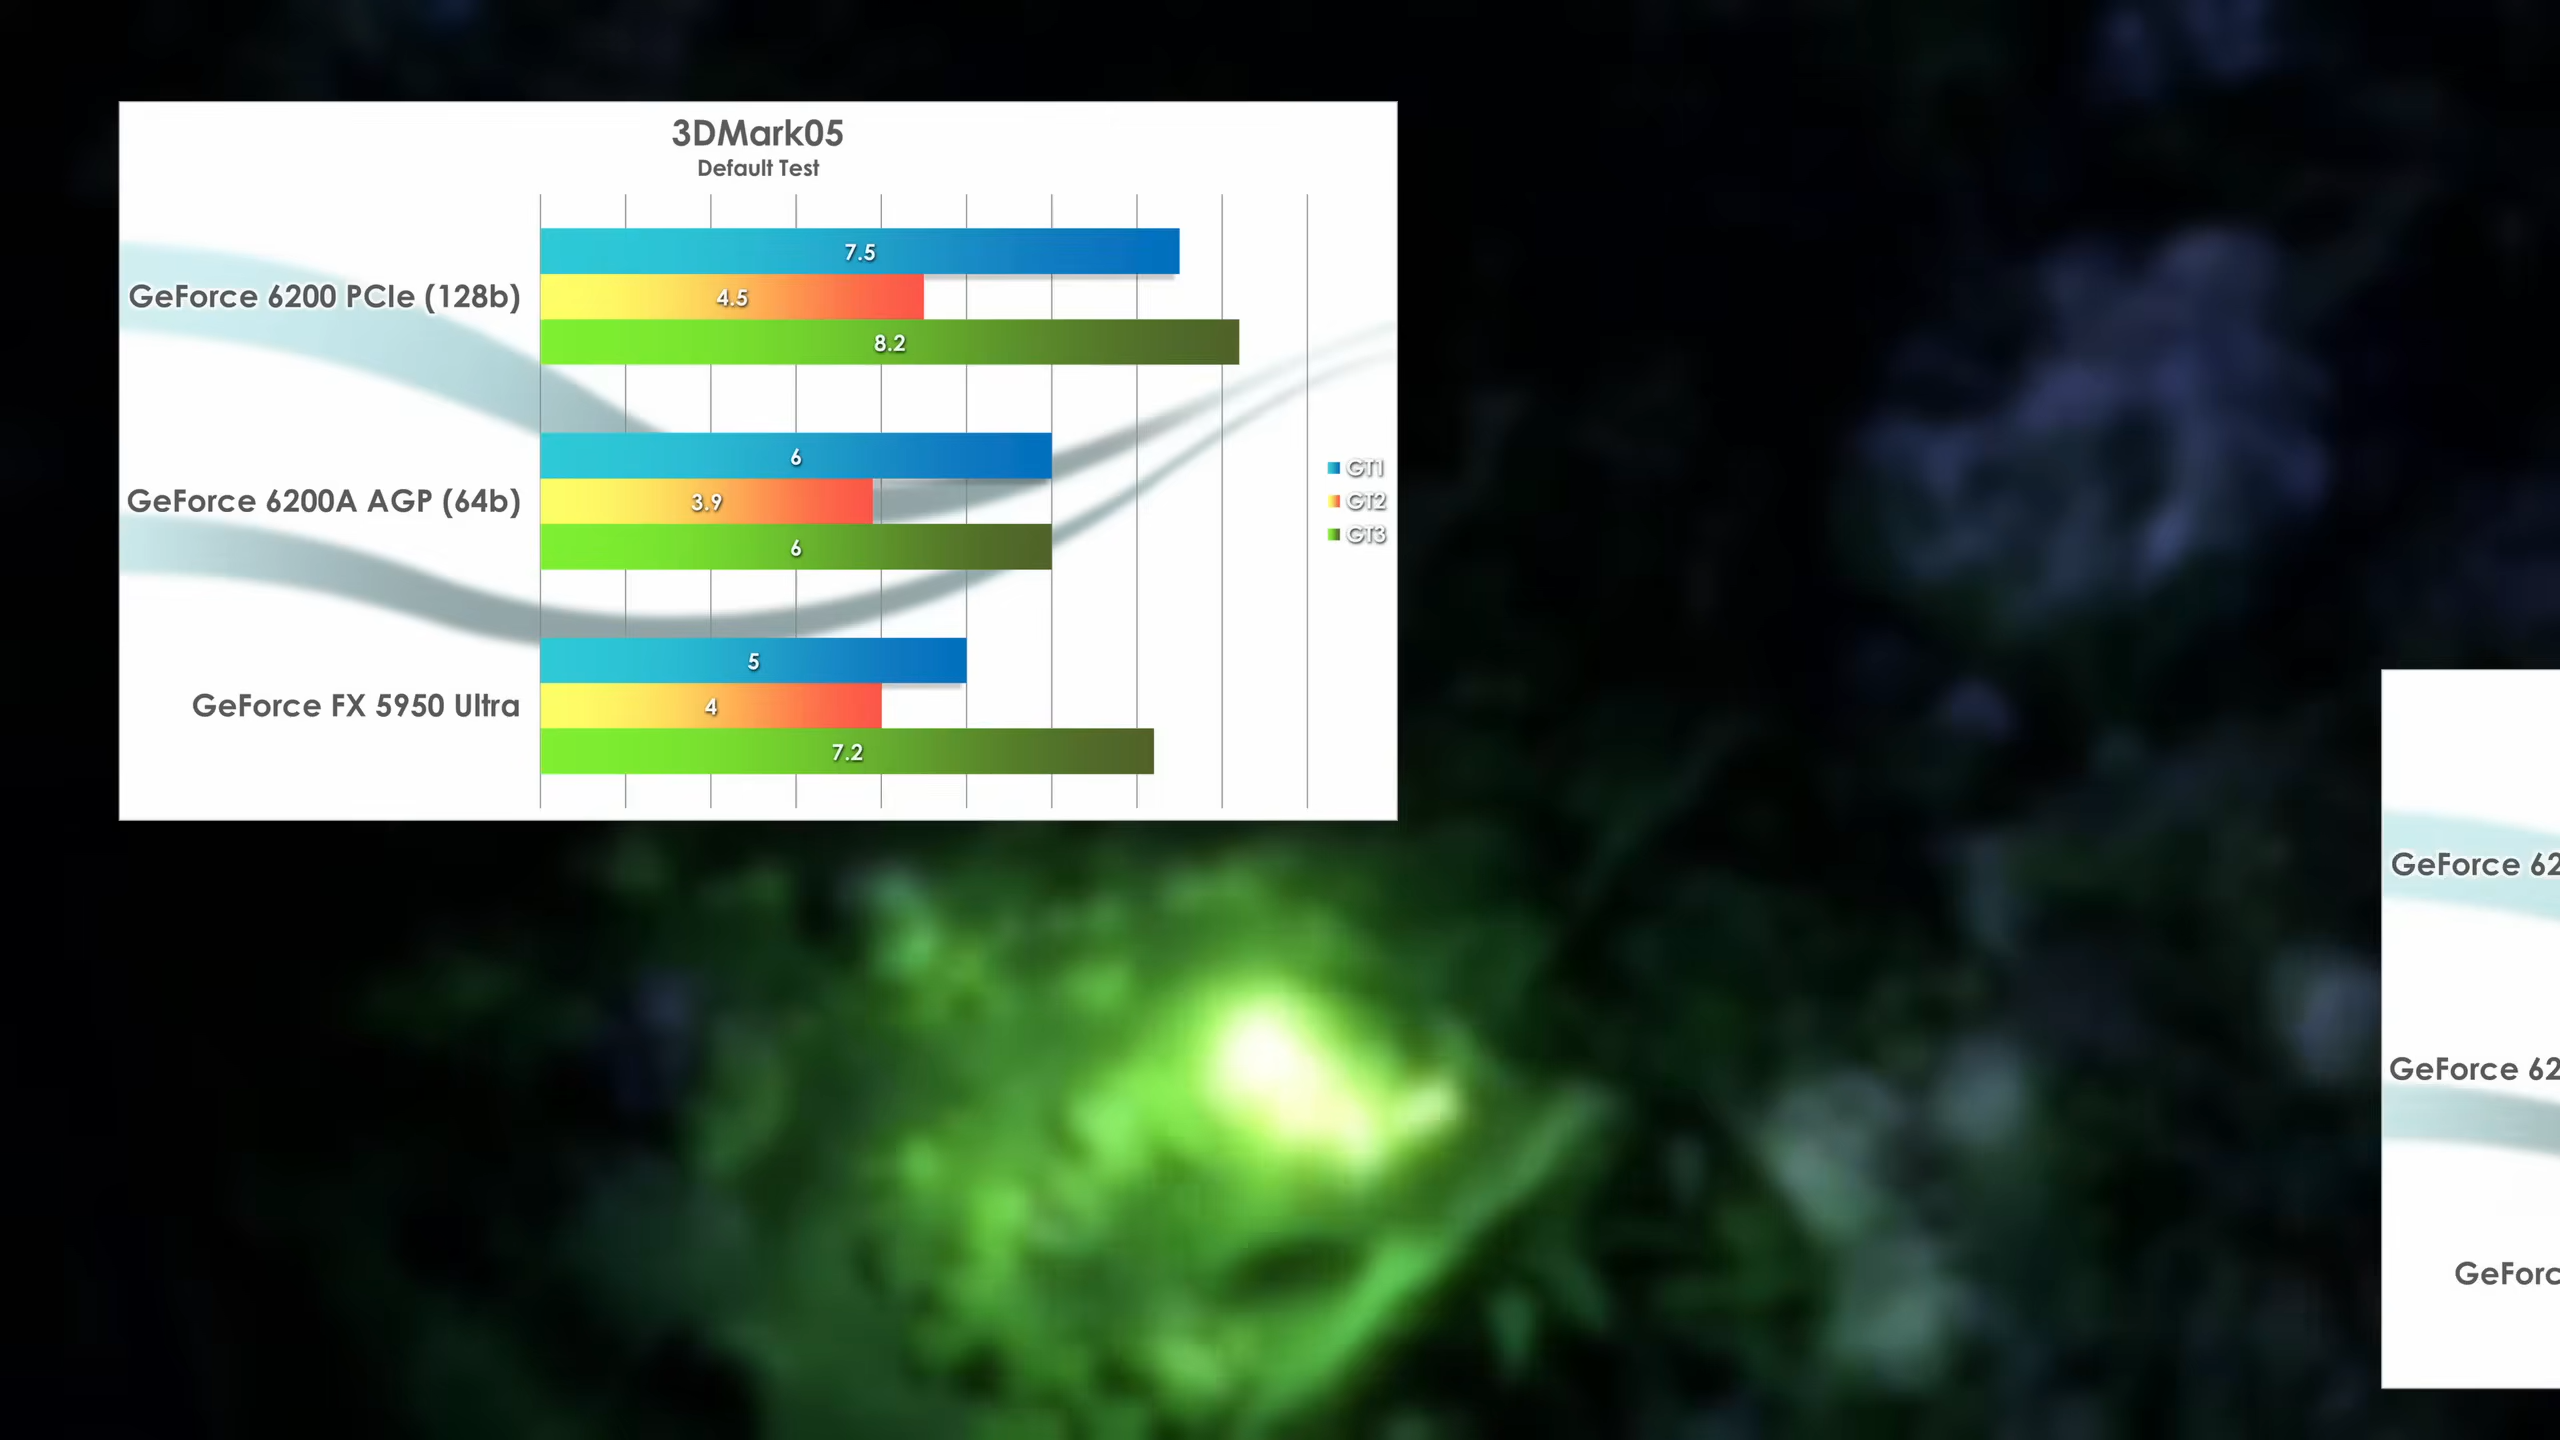 3DMark05
Default Test
GeForce 6200 PCIe (128b)
7.5
4.5
8.2
GeForce 6200A AGP (64b)
6
3.9
6
GeForce FX 5950 Ultra
5
4
7.2
GT1
GT2
GT3
GeForce 62
GeForce 62
GeForc